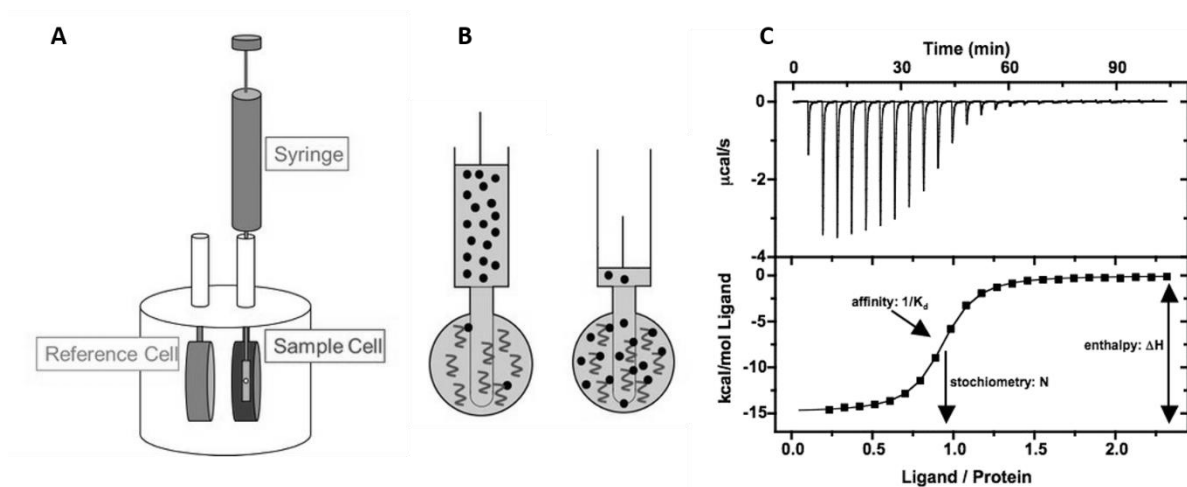 A
Syringe
Reference Cell
Sample Cell
B
C
Time (min)
0 30 60 90
0
-2
-4
µcal/s
0
-5
-10
-15
kcal/mol Ligand
affinity: 1/K_d
stochiometry: N
enthalpy: ΔH
0.0 0.5 1.0 1.5 2.0
Ligand / Protein